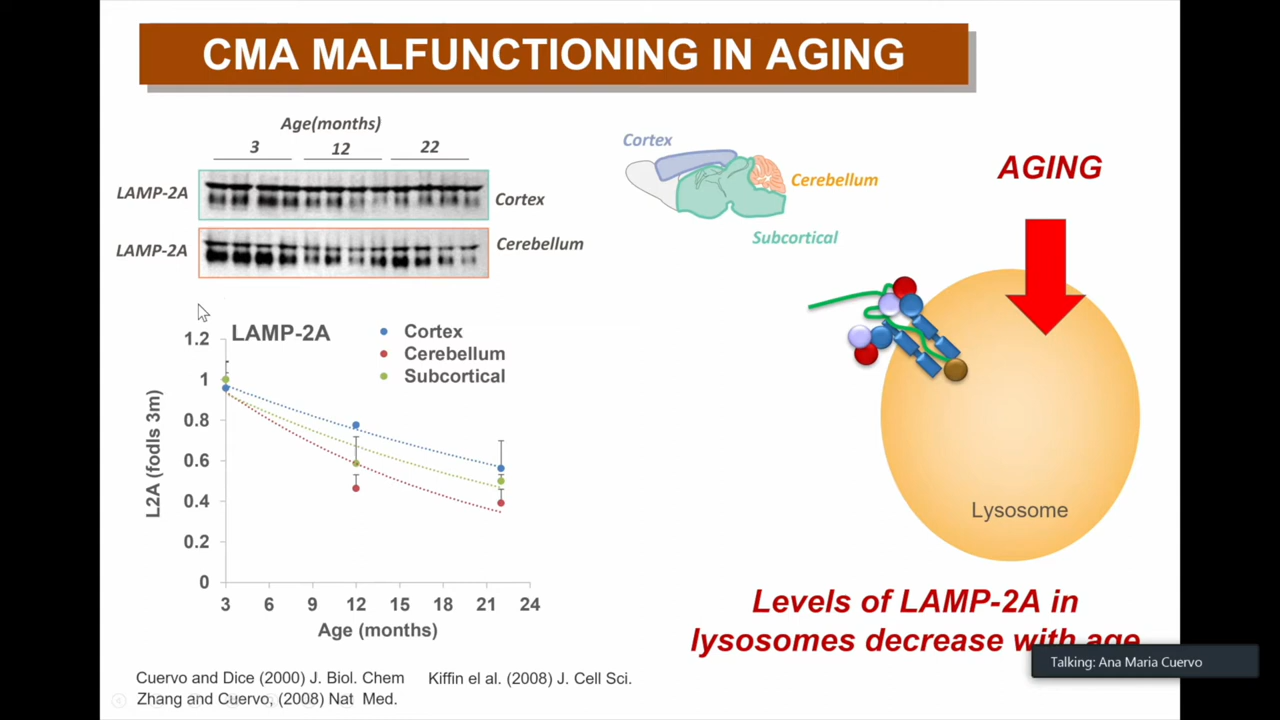 CMA MALFUNCTIONING IN AGING
Age(months)
3 12 22
LAMP-2A
Cortex
LAMP-2A
Cerebellum
Cortex
Cerebellum
Subcortical
AGING
Lysosome
LAMP-2A
Cortex
Cerebellum
Subcortical
L2A (fodls 3m)
1.2
1
0.8
0.6
0.4
0.2
0
3 6 9 12 15 18 21 24
Age (months)
Levels of LAMP-2A in
lysosomes decrease with age
Talking: Ana Maria Cuervo
Cuervo and Dice (2000) J. Biol. Chem Kiffin el al. (2008) J. Cell Sci.
Zhang and Cuervo, (2008) Nat Med.